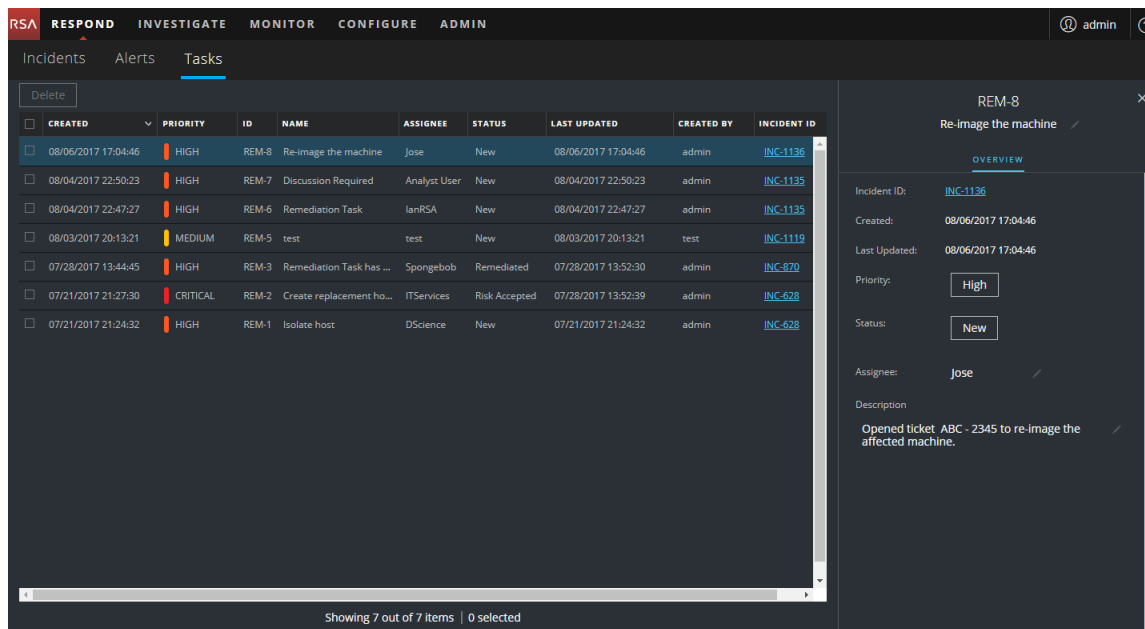 RSA RESPOND INVESTIGATE MONITOR CONFIGURE ADMIN admin
Incidents Alerts Tasks
Delete
CREATED PRIORITY ID NAME ASSIGNEE STATUS LAST UPDATED CREATED BY INCIDENT ID
08/06/2017 17:04:46 HIGH REM-8 Re-image the machine Jose New 08/06/2017 17:04:46 admin INC-1136
08/04/2017 22:50:23 HIGH REM-7 Discussion Required Analyst User New 08/04/2017 22:50:23 admin INC-1135
08/04/2017 22:47:27 HIGH REM-6 Remediation Task IanRSA New 08/04/2017 22:47:27 admin INC-1135
08/03/2017 20:13:21 MEDIUM REM-5 test test New 08/03/2017 20:13:21 test INC-1119
07/28/2017 13:44:45 HIGH REM-3 Remediation Task has ... Spongebob Remediated 07/28/2017 13:52:30 admin INC-870
07/21/2017 21:27:30 CRITICAL REM-2 Create replacement ho... ITServices Risk Accepted 07/28/2017 13:52:39 admin INC-628
07/21/2017 21:24:32 HIGH REM-1 Isolate host DScience New 07/21/2017 21:24:32 admin INC-628
Showing 7 out of 7 items | 0 selected
REM-8
Re-image the machine
OVERVIEW
Incident ID: INC-1136
Created: 08/06/2017 17:04:46
Last Updated: 08/06/2017 17:04:46
Priority: High
Status: New
Assignee: Jose
Description
Opened ticket ABC - 2345 to re-image the
affected machine.